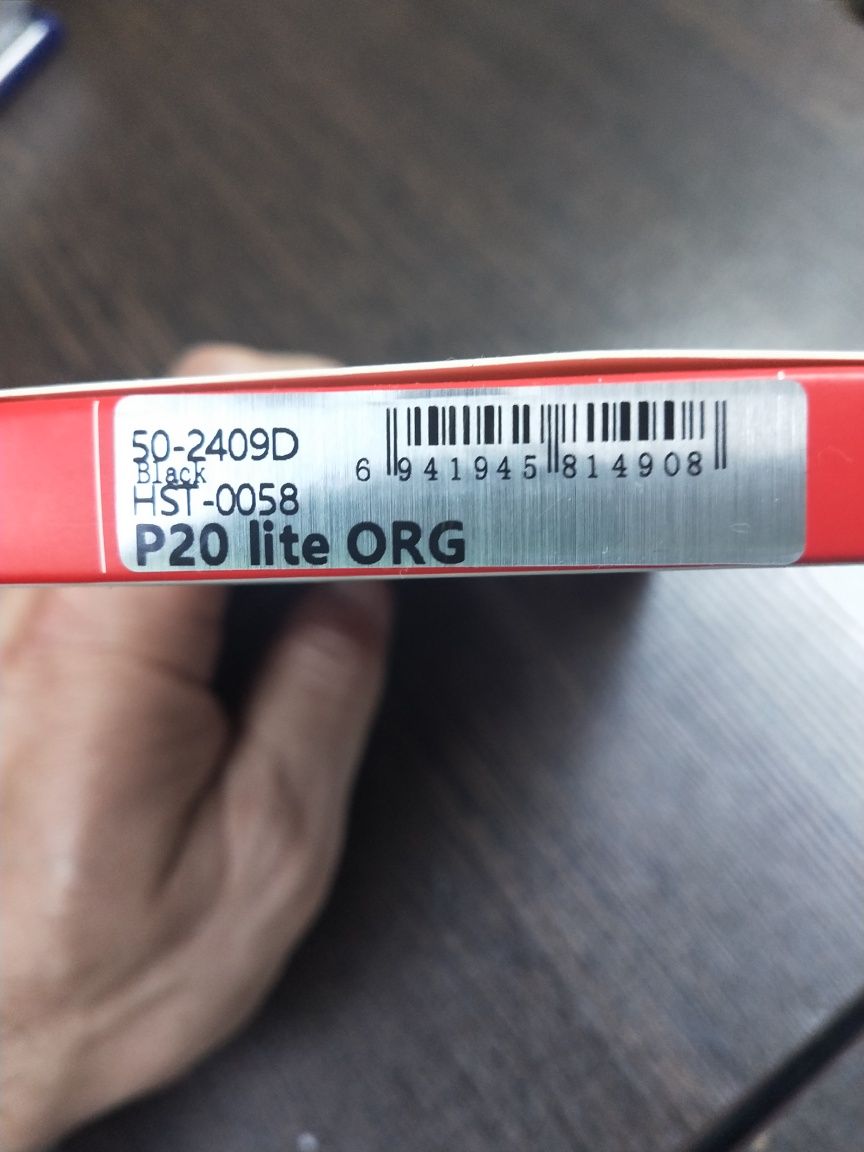 50-2409D
Black
HST-0058
P20 lite ORG
6 941945 814908